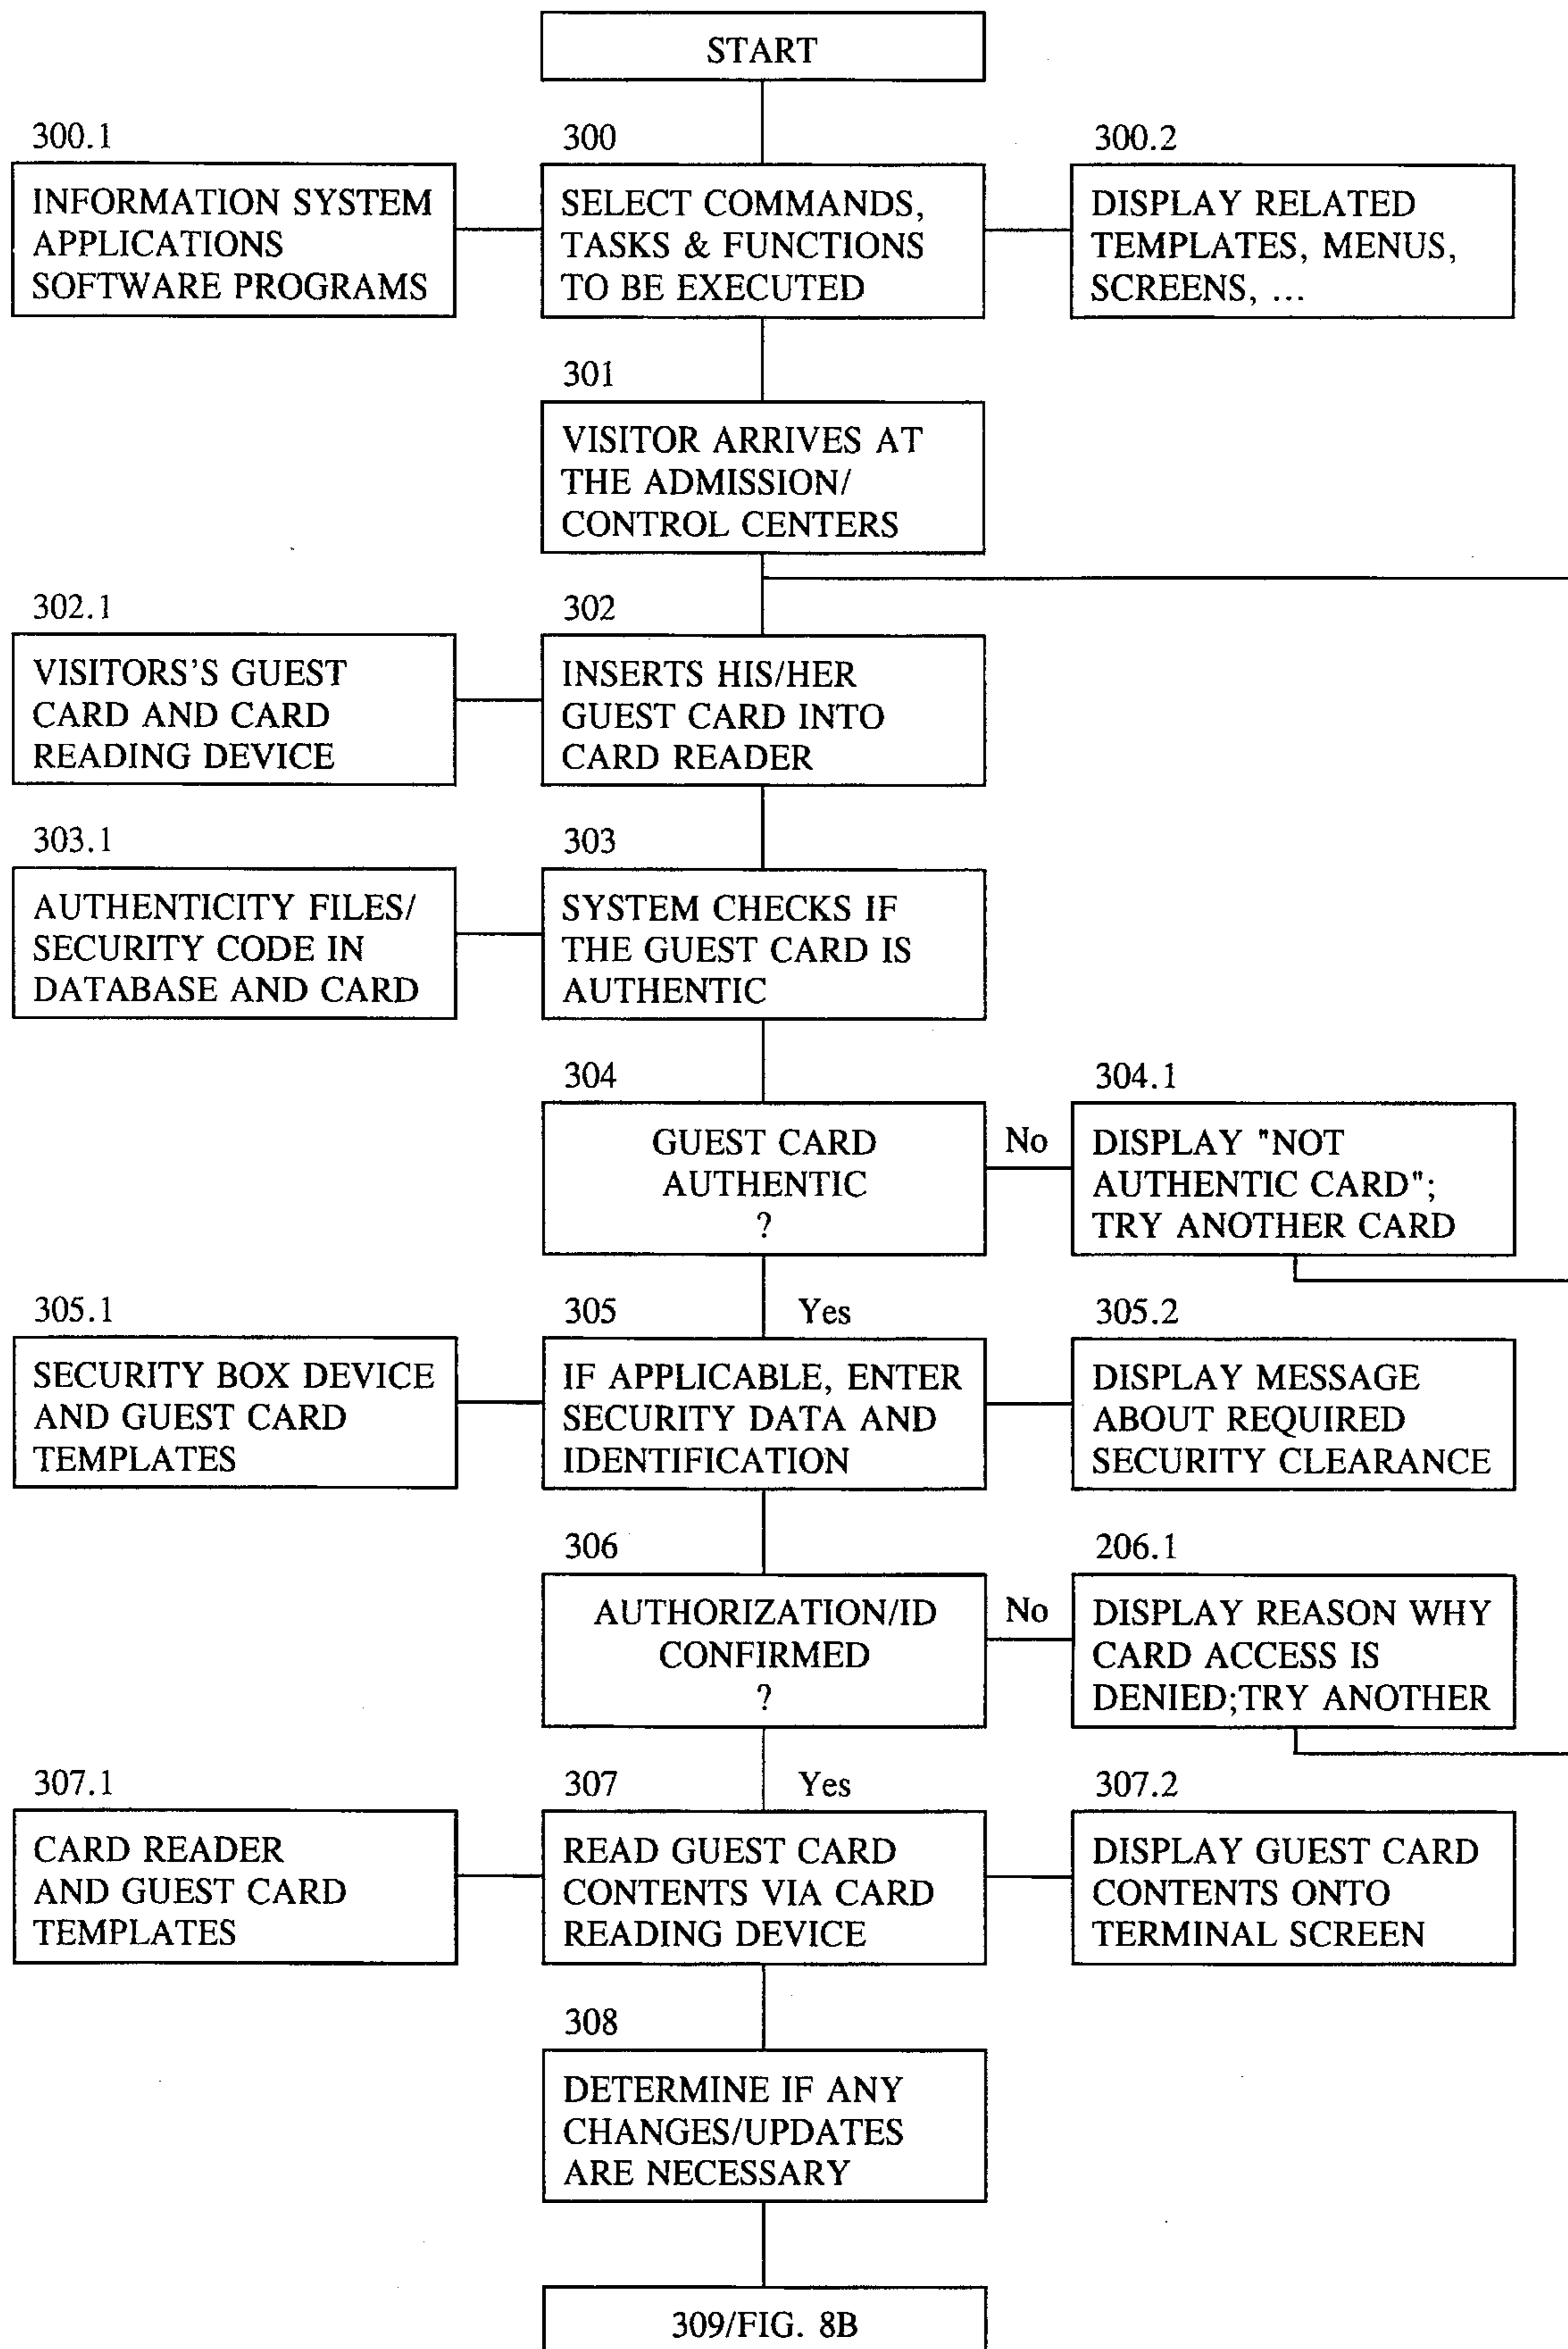 START
300.1
INFORMATION SYSTEM
APPLICATIONS
SOFTWARE PROGRAMS
300
SELECT COMMANDS,
TASKS & FUNCTIONS
TO BE EXECUTED
300.2
DISPLAY RELATED
TEMPLATES, MENUS,
SCREENS, ...
301
VISITOR ARRIVES AT
THE ADMISSION/
CONTROL CENTERS
302.1
VISITORS'S GUEST
CARD AND CARD
READING DEVICE
302
INSERTS HIS/HER
GUEST CARD INTO
CARD READER
303.1
AUTHENTICITY FILES/
SECURITY CODE IN
DATABASE AND CARD
303
SYSTEM CHECKS IF
THE GUEST CARD IS
AUTHENTIC
304
GUEST CARD
AUTHENTIC
?
No
304.1
DISPLAY "NOT
AUTHENTIC CARD";
TRY ANOTHER CARD
Yes
305.1
SECURITY BOX DEVICE
AND GUEST CARD
TEMPLATES
305
IF APPLICABLE, ENTER
SECURITY DATA AND
IDENTIFICATION
305.2
DISPLAY MESSAGE
ABOUT REQUIRED
SECURITY CLEARANCE
306
AUTHORIZATION/ID
CONFIRMED
?
No
206.1
DISPLAY REASON WHY
CARD ACCESS IS
DENIED;TRY ANOTHER
Yes
307.1
CARD READER
AND GUEST CARD
TEMPLATES
307
READ GUEST CARD
CONTENTS VIA CARD
READING DEVICE
307.2
DISPLAY GUEST CARD
CONTENTS ONTO
TERMINAL SCREEN
308
DETERMINE IF ANY
CHANGES/UPDATES
ARE NECESSARY
309/FIG. 8B